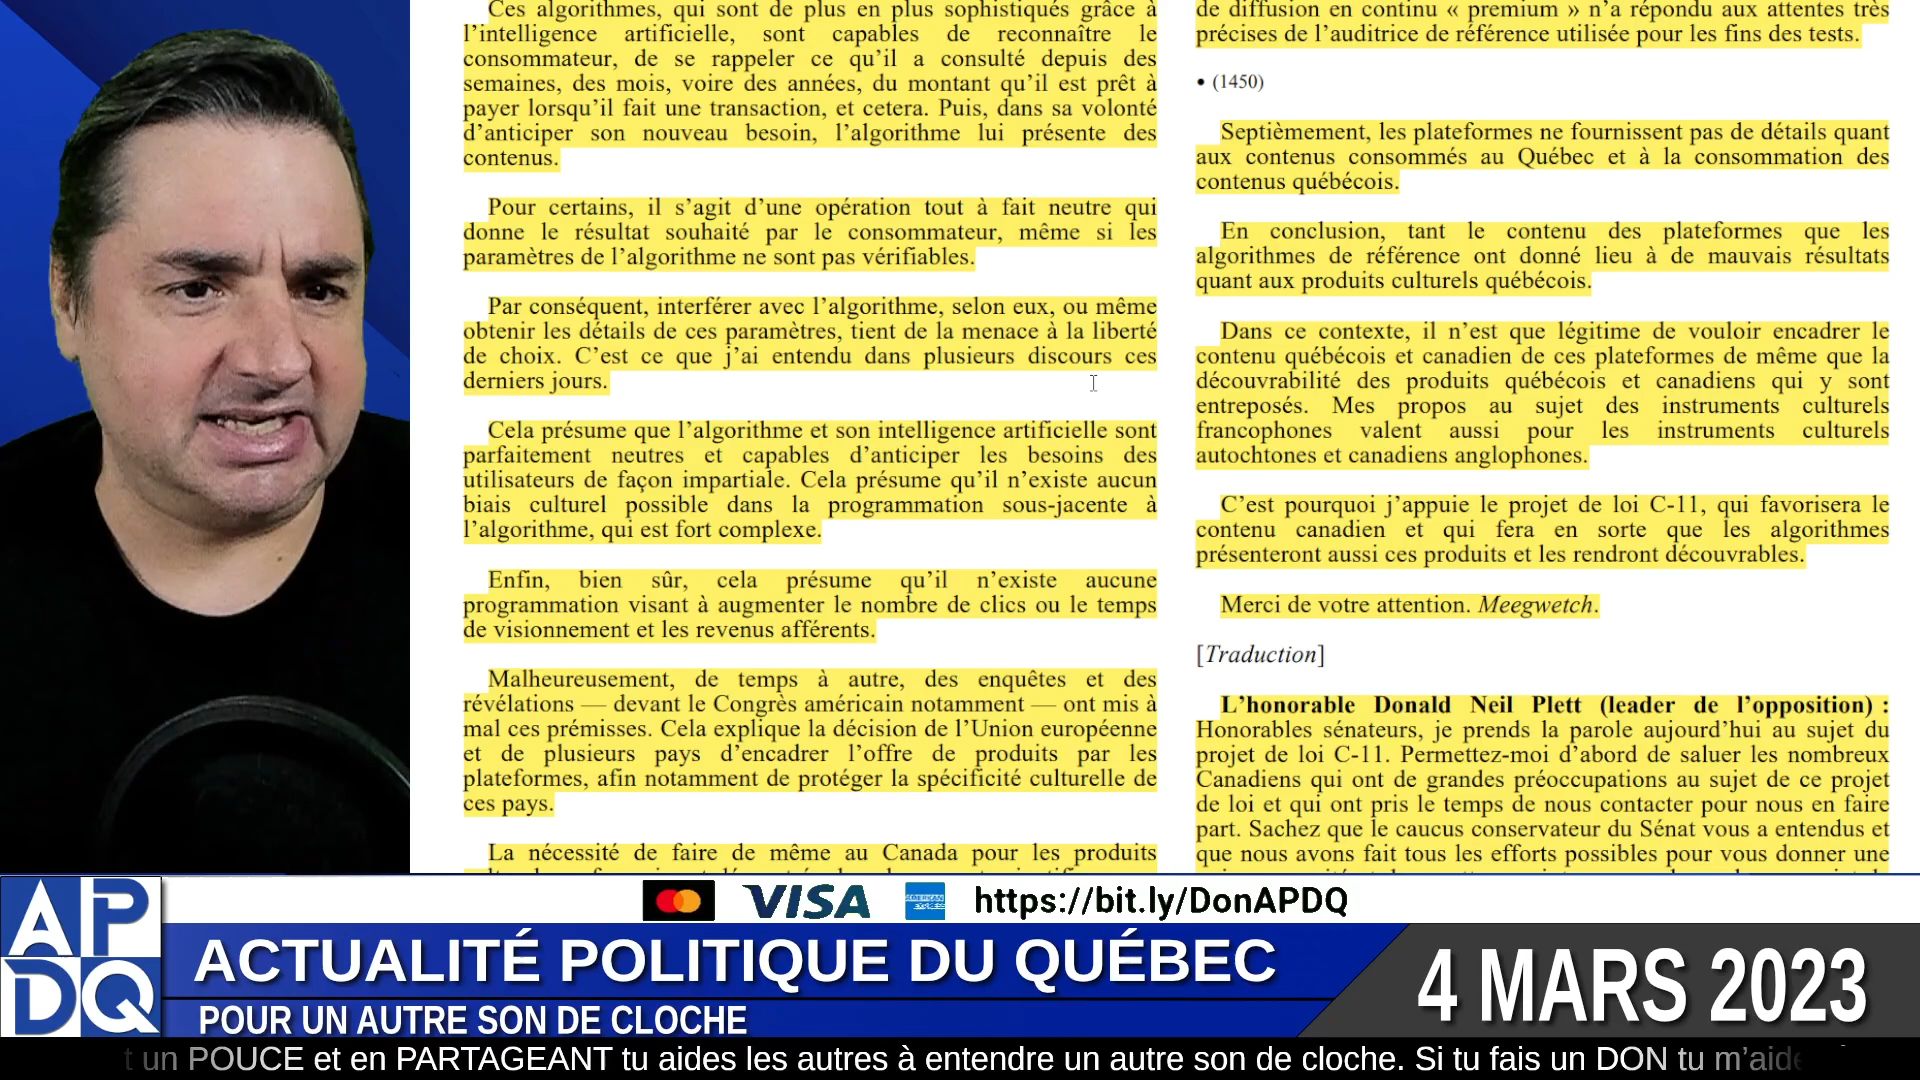 Ces algorithmes, qui sont de plus en plus sophistiqués grâce à
l’intelligence artificielle, sont capables de reconnaître le
consommateur, de se rappeler ce qu’il a consulté depuis des
semaines, des mois, voire des années, du montant qu’il est prêt à
payer lorsqu’il fait une transaction, et cetera. Puis, dans sa volonté
d’anticiper son nouveau besoin, l’algorithme lui présente des
contenus.
Pour certains, il s’agit d’une opération tout à fait neutre qui
donne le résultat souhaité par le consommateur, même si les
paramètres de l’algorithme ne sont pas vérifiables.
Par conséquent, interférer avec l’algorithme, selon eux, ou même
obtenir les détails de ces paramètres, tient de la menace à la liberté
de choix. C’est ce que j’ai entendu dans plusieurs discours ces
derniers jours.
Cela présume que l’algorithme et son intelligence artificielle sont
parfaitement neutres et capables d’anticiper les besoins des
utilisateurs de façon impartiale. Cela présume qu’il n’existe aucun
biais culturel possible dans la programmation sous-jacente à
l’algorithme, qui est fort complexe.
Enfin, bien sûr, cela présume qu’il n’existe aucune
programmation visant à augmenter le nombre de clics ou le temps
de visionnement et les revenus afférents.
Malheureusement, de temps à autre, des enquêtes et des
révélations — devant le Congrès américain notamment — ont mis à
mal ces prémisses. Cela explique la décision de l’Union européenne
et de plusieurs pays d’encadrer l’offre de produits par les
plateformes, afin notamment de protéger la spécificité culturelle de
ces pays.
La nécessité de faire de même au Canada pour les produits
de diffusion en continu « premium » n’a répondu aux attentes très
précises de l’auditrice de référence utilisée pour les fins des tests.
• (1450)
Septièmement, les plateformes ne fournissent pas de détails quant
aux contenus consommés au Québec et à la consommation des
contenus québécois.
En conclusion, tant le contenu des plateformes que les
algorithmes de référence ont donné lieu à de mauvais résultats
quant aux produits culturels québécois.
Dans ce contexte, il n’est que légitime de vouloir encadrer le
contenu québécois et canadien de ces plateformes de même que la
découvrabilité des produits québécois et canadiens qui y sont
entreposés. Mes propos au sujet des instruments culturels
francophones valent aussi pour les instruments culturels
autochtones et canadiens anglophones.
C’est pourquoi j’appuie le projet de loi C-11, qui favorisera le
contenu canadien et qui fera en sorte que les algorithmes
présenteront aussi ces produits et les rendront découvrables.
Merci de votre attention. Meegwetch.
[Traduction]
L’honorable Donald Neil Plett (leader de l’opposition) :
Honorables sénateurs, je prends la parole aujourd’hui au sujet du
projet de loi C-11. Permettez-moi d’abord de saluer les nombreux
Canadiens qui ont de grandes préoccupations au sujet de ce projet
de loi et qui ont pris le temps de nous contacter pour nous en faire
part. Sachez que le caucus conservateur du Sénat vous a entendus et
que nous avons fait tous les efforts possibles pour vous donner une
VISA
AMERICAN EXPRESS
https://bit.ly/DonAPDQ
AP
DQ
ACTUALITÉ POLITIQUE DU QUÉBEC
POUR UN AUTRE SON DE CLOCHE
4 MARS 2023
t un POUCE et en PARTAGEANT tu aides les autres à entendre un autre son de cloche. Si tu fais un DON tu m'aide